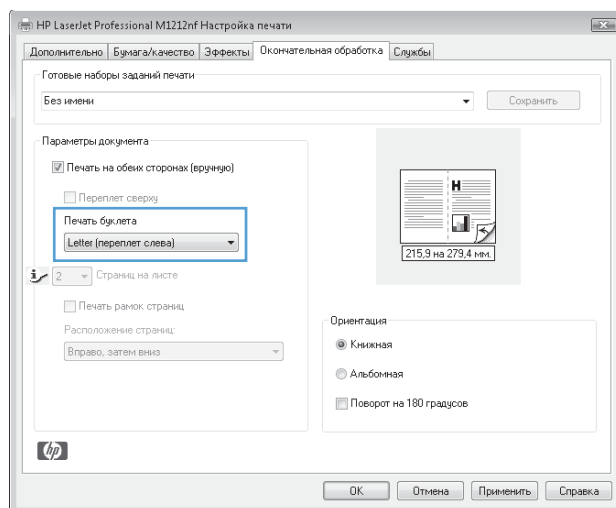 HP LaserJet Professional M1212nf Настройка печати
Дополнительно Бумага/качество Эффекты Окончательная обработка Службы
Готовые наборы заданий печати
Без имени Сохранить
Параметры документа
Печать на обеих сторонах (вручную)
Переплет сверху
Печать буклета
Letter (переплет слева)
2 Страниц на листе
Печать рамок страниц
Расположение страниц:
Вправо, затем вниз
H
215,9 на 279,4 мм.
Ориентация
Книжная
Альбомная
Поворот на 180 градусов
hp
OK Отмена Применить Справка